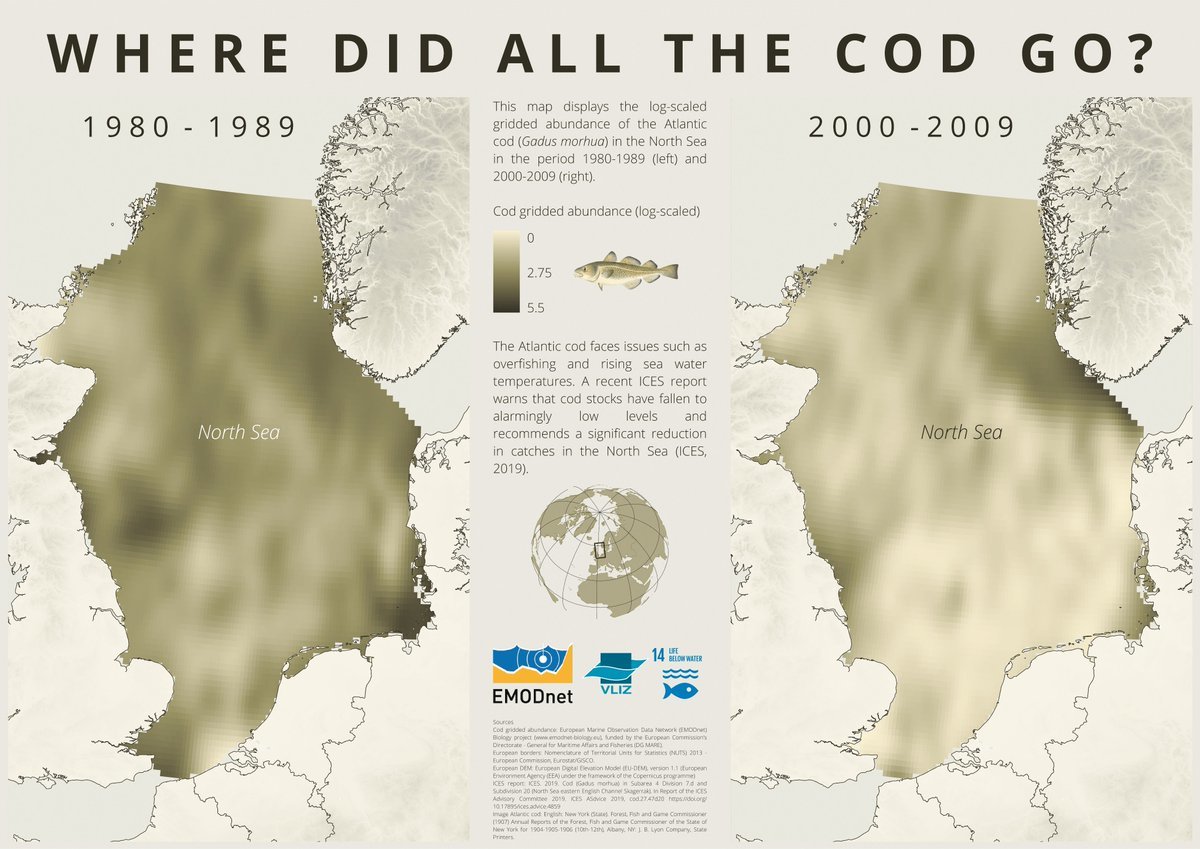 WHERE DID ALL THE COD GO?
1980 - 1989
This map displays the log-scaled
gridded abundance of the Atlantic
cod (Gadus morhua) in the North Sea
in the period 1980-1989 (left) and
2000-2009 (right).
2000 -2009
Cod gridded abundance (log-scaled)
0
2.75
5.5
The Atlantic cod faces issues such as
overfishing and rising sea water
temperatures. A recent ICES report
warns that cod stocks have fallen to
alarmingly low levels and
recommends a significant reduction
in catches in the North Sea (ICES,
2019).
North Sea
North Sea
EMODnet
VLIZ
14 LIFE
BELOW WATER
Sources
Cod gridded abundance: European Marine Observation Data Network (EMODnet)
Biology project (www.emodnet-biology.eu), funded by the European Commission's
Directorate - General for Maritime Affairs and Fisheries (DG MARE).
European borders: Nomenclature of Territorial Units for Statistics (NUTS) 2013 -
European Commission, Eurostat/GISCO.
European DEM: European Digital Elevation Model (EU-DEM), version 1.1 (European
Environment Agency (EEA) under the framework of the Copernicus programme)
ICES report: ICES. 2019. Cod (Gadus morhua) in Subarea 4 Division 7.d and
Subdivision 20 (North Sea eastern English Channel Skagerrak). In Report of the ICES
Advisory Committee 2019. ICES ASdvice 2019, cod.27.47d20 https://doi.org/
10.17895/ices.advice.4859
Image Atlantic cod: English: New York (State). Forest, Fish and Game Commissioner
(1907) Annual Reports of the Forest, Fish and Game Commissioner of the State of
New York for 1904-1905-1906 (10th-12th), Albany, NY: J. B. Lyon Company, State
Printers.